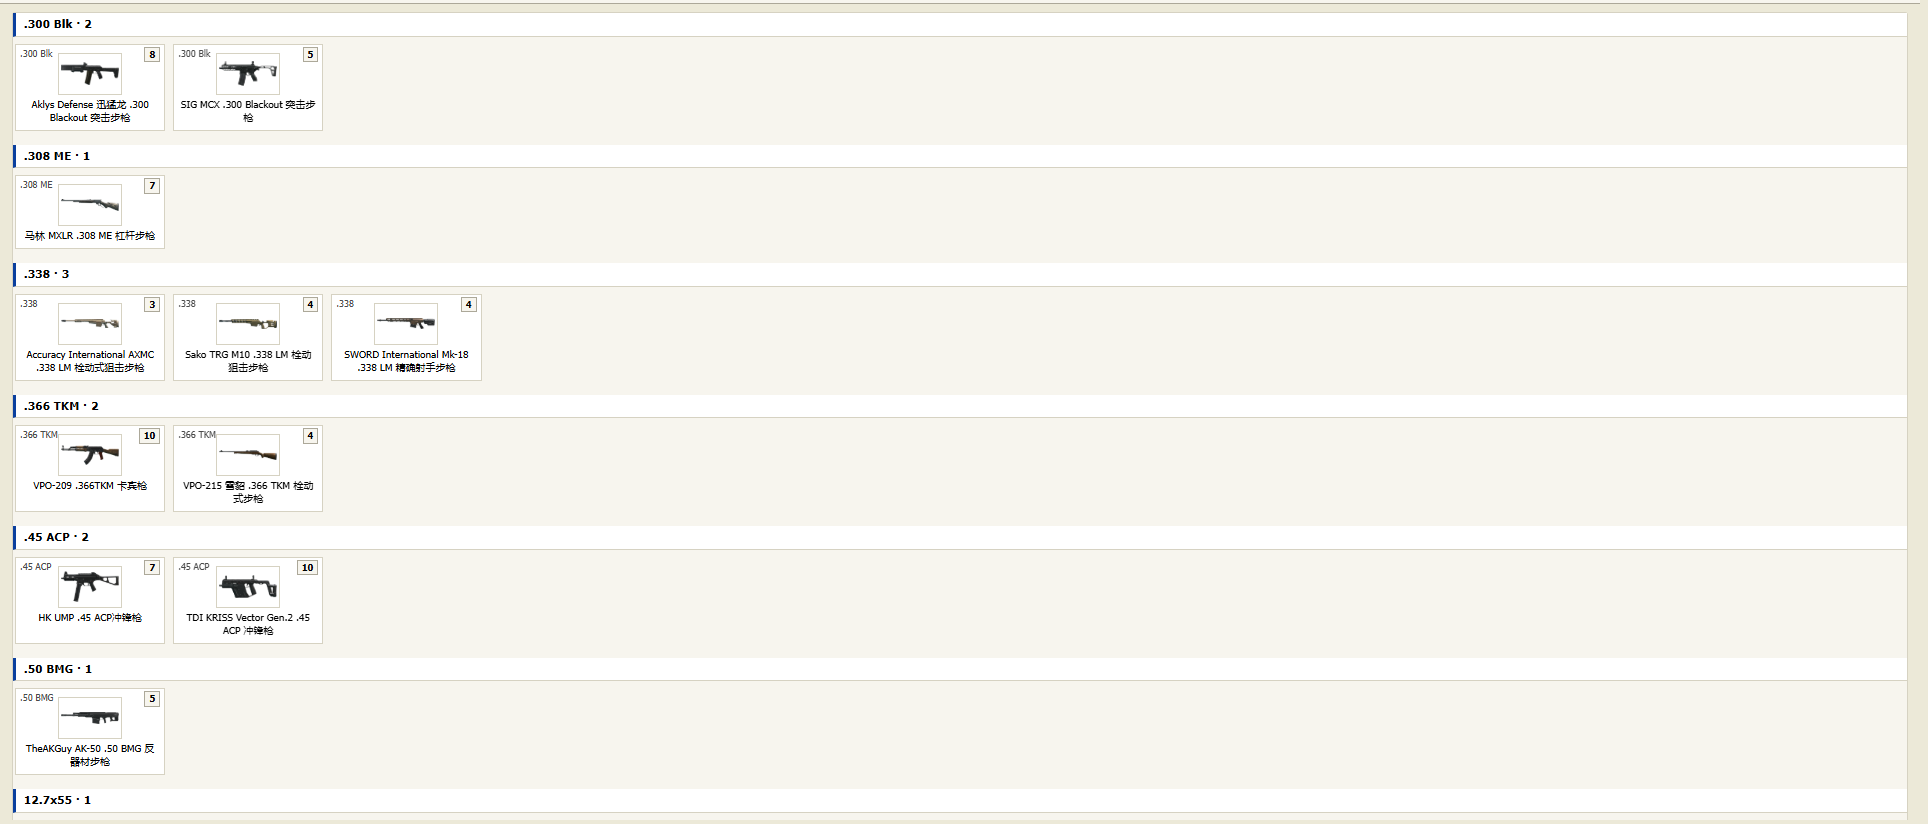 .300 Blk · 2
.300 Blk
8
Aklys Defense 迅猛龙 .300
Blackout 突击步枪
.300 Blk
5
SIG MCX .300 Blackout 突击步
枪
.308 ME · 1
.308 ME
7
马林 MXLR .308 ME 杠杆步枪
.338 · 3
.338
3
Accuracy International AXMC
.338 LM 栓动式狙击步枪
.338
4
Sako TRG M10 .338 LM 栓动
狙击步枪
.338
4
SWORD International Mk-18
.338 LM 精确射手步枪
.366 TKM · 2
.366 TKM
10
VPO-209 .366TKM 卡宾枪
.366 TKM
4
VPO-215 雪貂 .366 TKM 栓动
式步枪
.45 ACP · 2
.45 ACP
7
HK UMP .45 ACP冲锋枪
.45 ACP
10
TDI KRISS Vector Gen.2 .45
ACP 冲锋枪
.50 BMG · 1
.50 BMG
5
TheAKGuy AK-50 .50 BMG 反
器材步枪
12.7x55 · 1